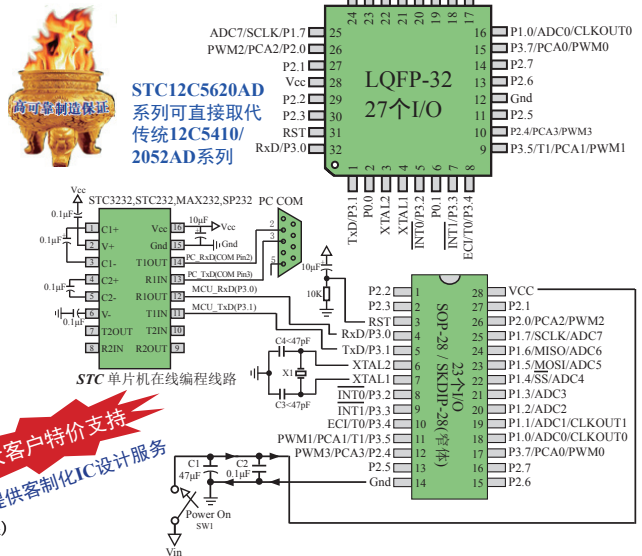 24 23 22 21 20 19 18 17
ADC7/SCLK/P1.7 25
PWM2/PCA2/P2.0 26
P2.1 27
Vcc 28
P2.2 29
P2.3 30
RST 31
RxD/P3.0 32
LQFP-32
27个I/O
16 P1.0/ADC0/CLKOUT0
15 P3.7/PCA0/PWM0
14 P2.7
13 P2.6
12 Gnd
11 P2.5
10 P2.4/PCA3/PWM3
9 P3.5/T1/PCA1/PWM1
1 2 3 4 5 6 7 8
TxD/P3.1
P0.0
XTAL2
XTAL1
INT0/P3.2
P0.1
INT1/P3.3
ECI/T0/P3.4
高可靠制造保证
STC12C5620AD
系列可直接取代
传统12C5410/
2052AD系列
Vcc
STC3232,STC232,MAX232,SP232
PC COM
0.1μF
0.1μF
0.1μF
0.1μF
10μF
Vcc
Gnd
1 C1+
2 V+
3 C1-
4 C2+
5 C2-
6 V-
7 T2OUT
8 R2IN
Vcc 16
Gnd 15
T1OUT 14
R1IN 13
R1OUT 12
T1IN 11
T2IN 10
R2OUT 9
PC_RxD(COM Pin2)
PC_TxD(COM Pin3)
MCU_RxD(P3.0)
MCU_TxD(P3.1)
2
3
5
STC 单片机在线编程线路
10μF
10K
C4<47pF
X1
C3<47pF
P2.2 1
P2.3 2
RST 3
RxD/P3.0 4
TxD/P3.1 5
XTAL2 6
XTAL1 7
INT0/P3.2 8
INT1/P3.3 9
ECI/T0/P3.4 10
PWM1/PCA1/T1/P3.5 11
PWM3/PCA3/P2.4 12
P2.5 13
Gnd 14
23个I/O
SOP-28 / SKDIP-28(窄体)
28 VCC
27 P2.1
26 P2.0/PCA2/PWM2
25 P1.7/SCLK/ADC7
24 P1.6/MISO/ADC6
23 P1.5/MOSI/ADC5
22 P1.4/SS/ADC4
21 P1.3/ADC3
20 P1.2/ADC2
19 P1.1/ADC1/CLKOUT1
18 P1.0/ADC0/CLKOUT0
17 P3.7/PCA0/PWM0
16 P2.7
15 P2.6
客户特价支持
提供客制化IC设计服务
)
C1
47μF
C2
0.1μF
Power On
SW1
Vin